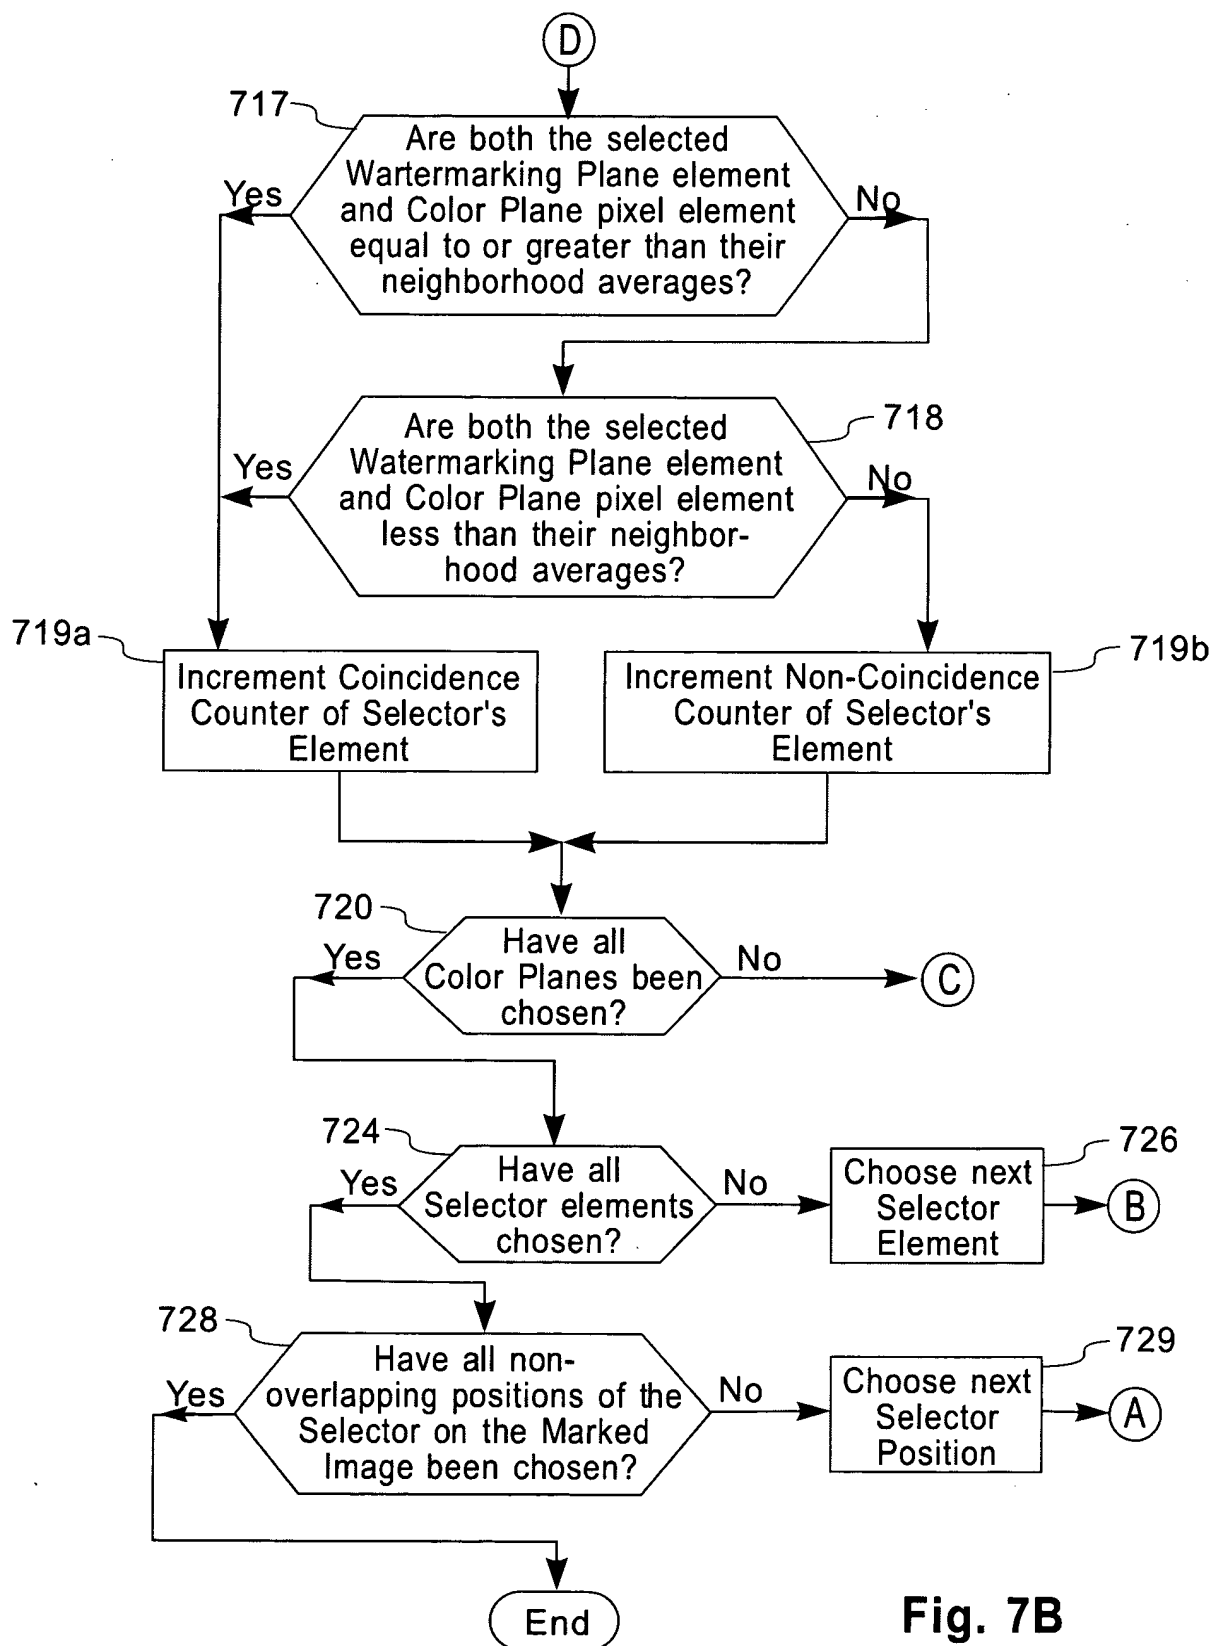 D
717
Are both the selected
Wartermarking Plane element
and Color Plane pixel element
equal to or greater than their
neighborhood averages?
Yes
No
Are both the selected
Watermarking Plane element
and Color Plane pixel element
less than their neighbor-
hood averages?
718
Yes
No
719a
Increment Coincidence
Counter of Selector's
Element
719b
Increment Non-Coincidence
Counter of Selector's
Element
720
Have all
Color Planes been
chosen?
Yes
No
C
724
Have all
Selector elements
chosen?
Yes
No
726
Choose next
Selector
Element
B
728
Have all non-
overlapping positions of the
Selector on the Marked
Image been chosen?
Yes
No
729
Choose next
Selector
Position
A
End
Fig. 7B